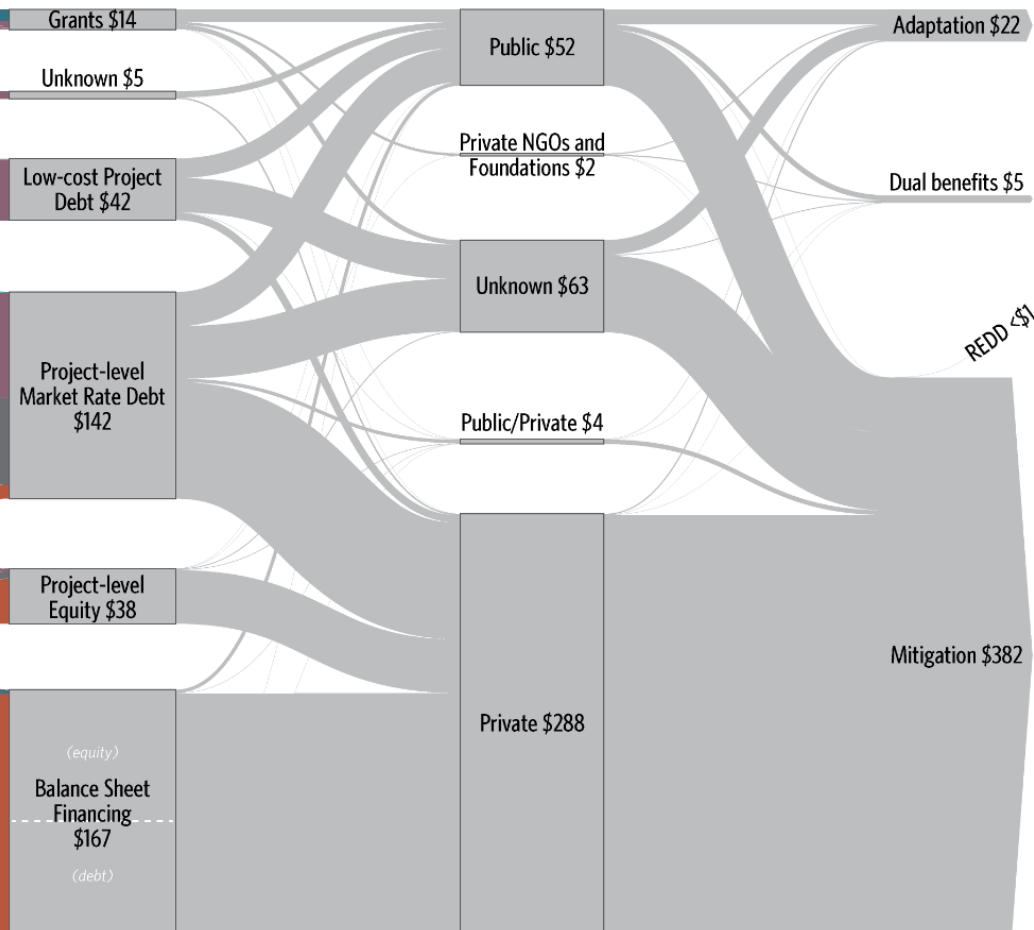 Grants $14
Unknown $5
Low-cost Project
Debt $42
Project-level
Market Rate Debt
$142
Project-level
Equity $38
(equity)
Balance Sheet
Financing
$167
(debt)
Public $52
Private NGOs and
Foundations $2
Unknown $63
Public/Private $4
Private $288
Adaptation $22
Dual benefits $5
REDD <$1
Mitigation $382